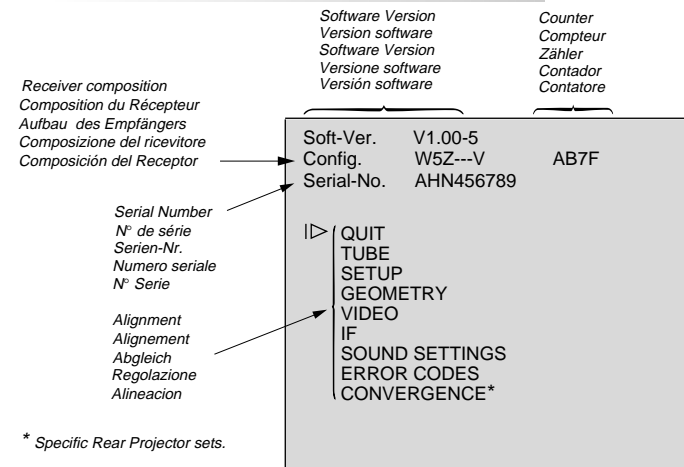 Software Version
Version software
Software Version
Versione software
Versión software
Counter
Compteur
Zähler
Contador
Contatore
Receiver composition
Composition du Récepteur
Aufbau des Empfängers
Composizione del ricevitore
Composición del Receptor
Soft-Ver. V1.00-5
Config. W5Z---V AB7F
Serial-No. AHN456789
Serial Number
N° de série
Serien-Nr.
Numero seriale
N° Serie
QUIT
TUBE
SETUP
GEOMETRY
VIDEO
IF
SOUND SETTINGS
ERROR CODES
CONVERGENCE*
Alignment
Alignement
Abgleich
Regolazione
Alineacion
* Specific Rear Projector sets.